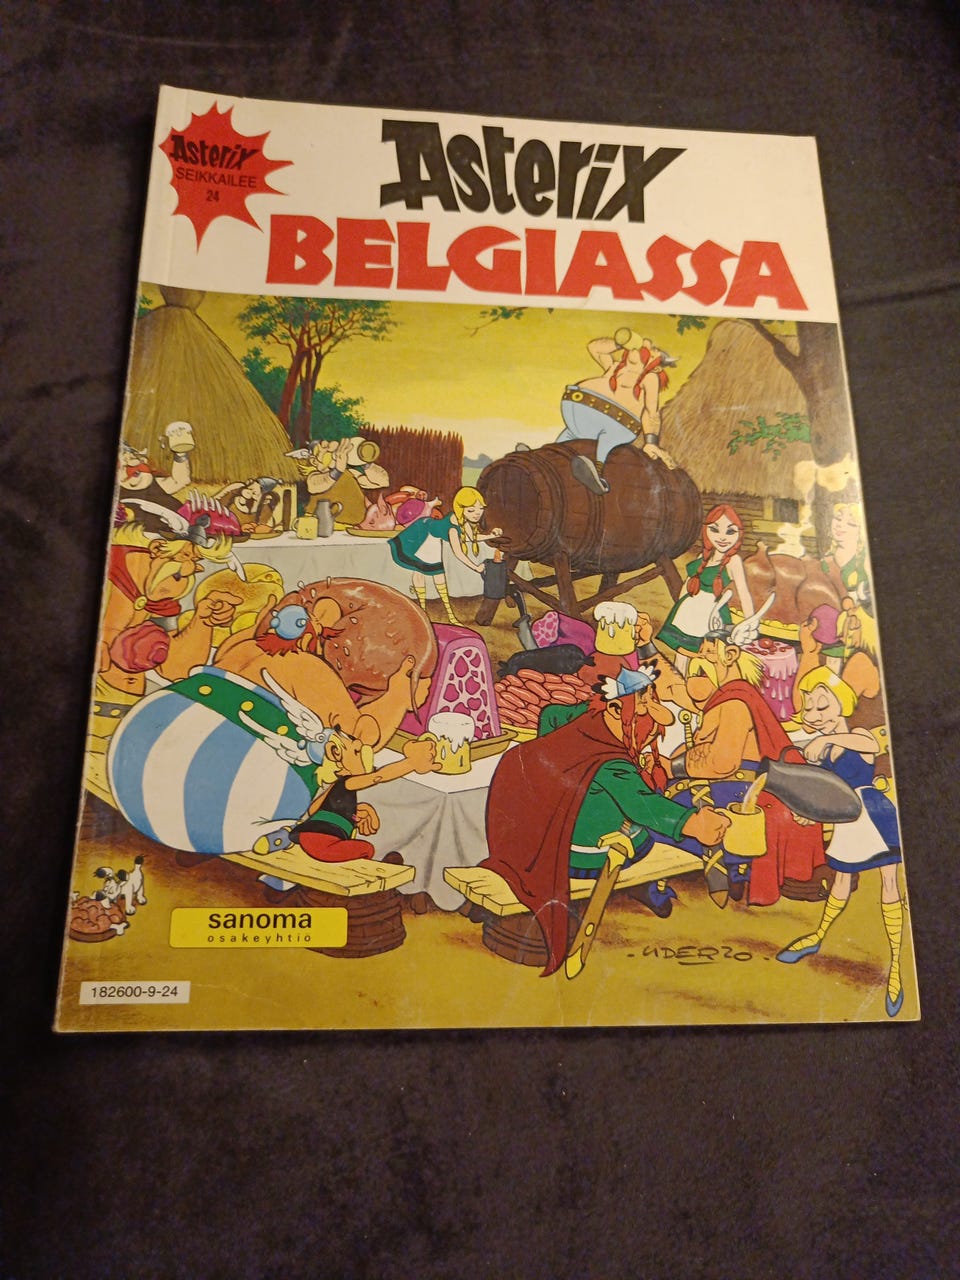 Asterix
SEIKKAILEE
24
Asterix
BELGIASSA
sanoma
osakeyhtiö
182600-9-24
·UDERZO·